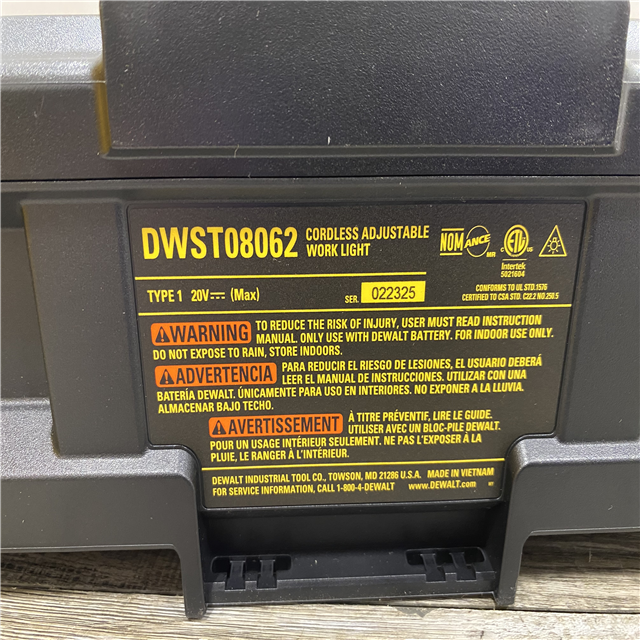 DWST08062 CORDLESS ADJUSTABLE WORK LIGHT
NOM ANCE MR
C ETL US
Intertek
5021604
TYPE 1 20V (Max) SER. 022325
CONFORMS TO UL STD.1576
CERTIFIED TO CSA STD. C22.2 NO.250.5
WARNING TO REDUCE THE RISK OF INJURY, USER MUST READ INSTRUCTION
MANUAL. ONLY USE WITH DEWALT BATTERY. FOR INDOOR USE ONLY.
DO NOT EXPOSE TO RAIN, STORE INDOORS.
ADVERTENCIA PARA REDUCIR EL RIESGO DE LESIONES, EL USUARIO DEBERÁ
LEER EL MANUAL DE INSTRUCCIONES. UTILIZAR CON UNA
BATERÍA DEWALT. ÚNICAMENTE PARA USO EN INTERIORES. NO EXPONER A LA LLUVIA.
ALMACENAR BAJO TECHO.
AVERTISSEMENT À TITRE PRÉVENTIF, LIRE LE GUIDE.
UTILISER AVEC UN BLOC-PILE DEWALT.
POUR UN USAGE INTÉRIEUR SEULEMENT. NE PAS L'EXPOSER À LA
PLUIE, LE RANGER À L'INTÉRIEUR.
DEWALT INDUSTRIAL TOOL CO., TOWSON, MD 21286 U.S.A. MADE IN VIETNAM
FOR SERVICE INFORMATION, CALL 1-800-4-DEWALT www.DEWALT.com